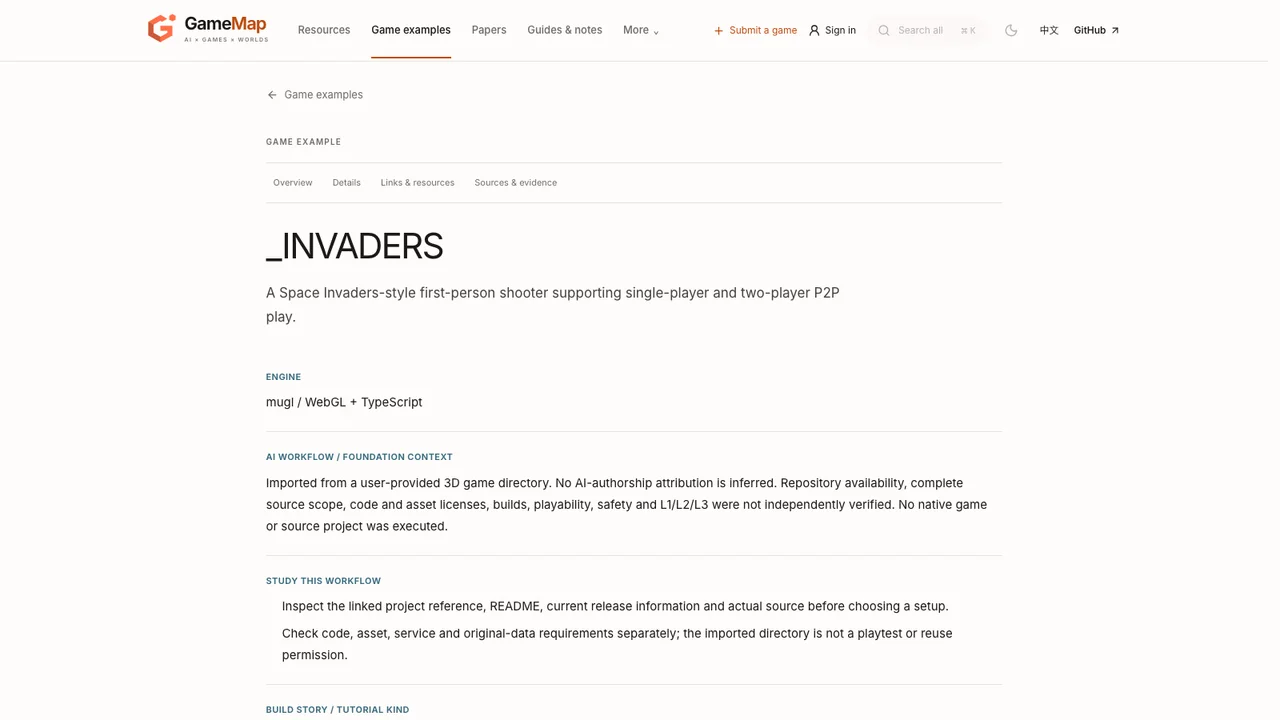 GameMap
AI × GAMES × WORLDS
Resources
Game examples
Papers
Guides & notes
More
+ Submit a game
Sign in
Search all
⌘ K
中文
GitHub ↗
← Game examples
GAME EXAMPLE
Overview
Details
Links & resources
Sources & evidence
_INVADERS
A Space Invaders-style first-person shooter supporting single-player and two-player P2P
play.
ENGINE
mugl / WebGL + TypeScript
AI WORKFLOW / FOUNDATION CONTEXT
Imported from a user-provided 3D game directory. No AI-authorship attribution is inferred. Repository availability, complete
source scope, code and asset licenses, builds, playability, safety and L1/L2/L3 were not independently verified. No native game
or source project was executed.
STUDY THIS WORKFLOW
Inspect the linked project reference, README, current release information and actual source before choosing a setup.
Check code, asset, service and original-data requirements separately; the imported directory is not a playtest or reuse
permission.
BUILD STORY / TUTORIAL KIND